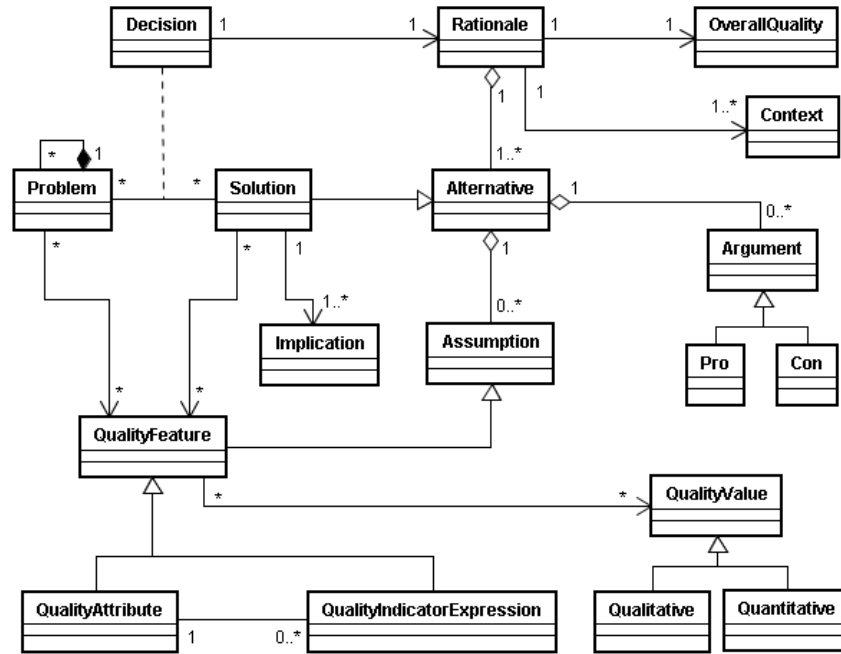 Decision
1
1
Rationale
1
1
OverallQuality
1
1
1..*
Context
*
1
1..*
Problem
*
*
Solution
Alternative
1
0..*
*
*
1
1
Argument
1..*
0..*
Implication
Assumption
Pro
Con
*
*
QualityFeature
*
*
QualityValue
QualityAttribute
1
0..*
QualityIndicatorExpression
Qualitative
Quantitative